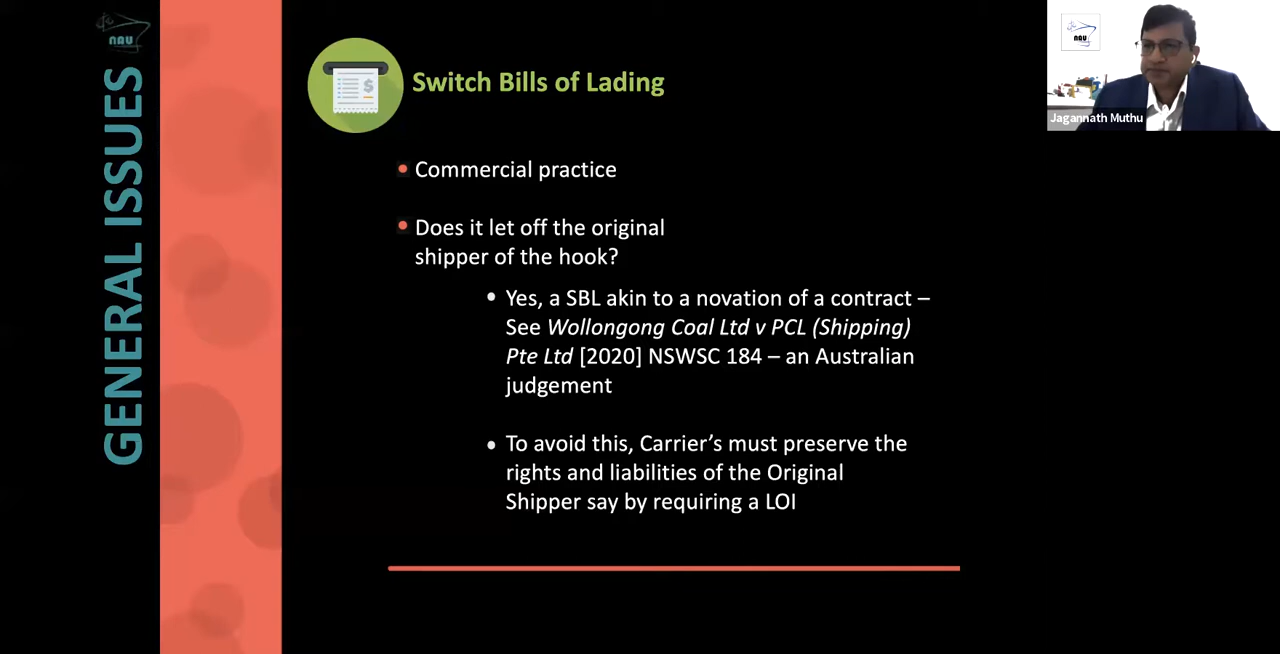 NAU
GENERAL ISSUES
Switch Bills of Lading
$
• Commercial practice
• Does it let off the original
shipper of the hook?
• Yes, a SBL akin to a novation of a contract –
See Wollongong Coal Ltd v PCL (Shipping)
Pte Ltd [2020] NSWSC 184 – an Australian
judgement
• To avoid this, Carrier’s must preserve the
rights and liabilities of the Original
Shipper say by requiring a LOI
NAU
Jagannath Muthu